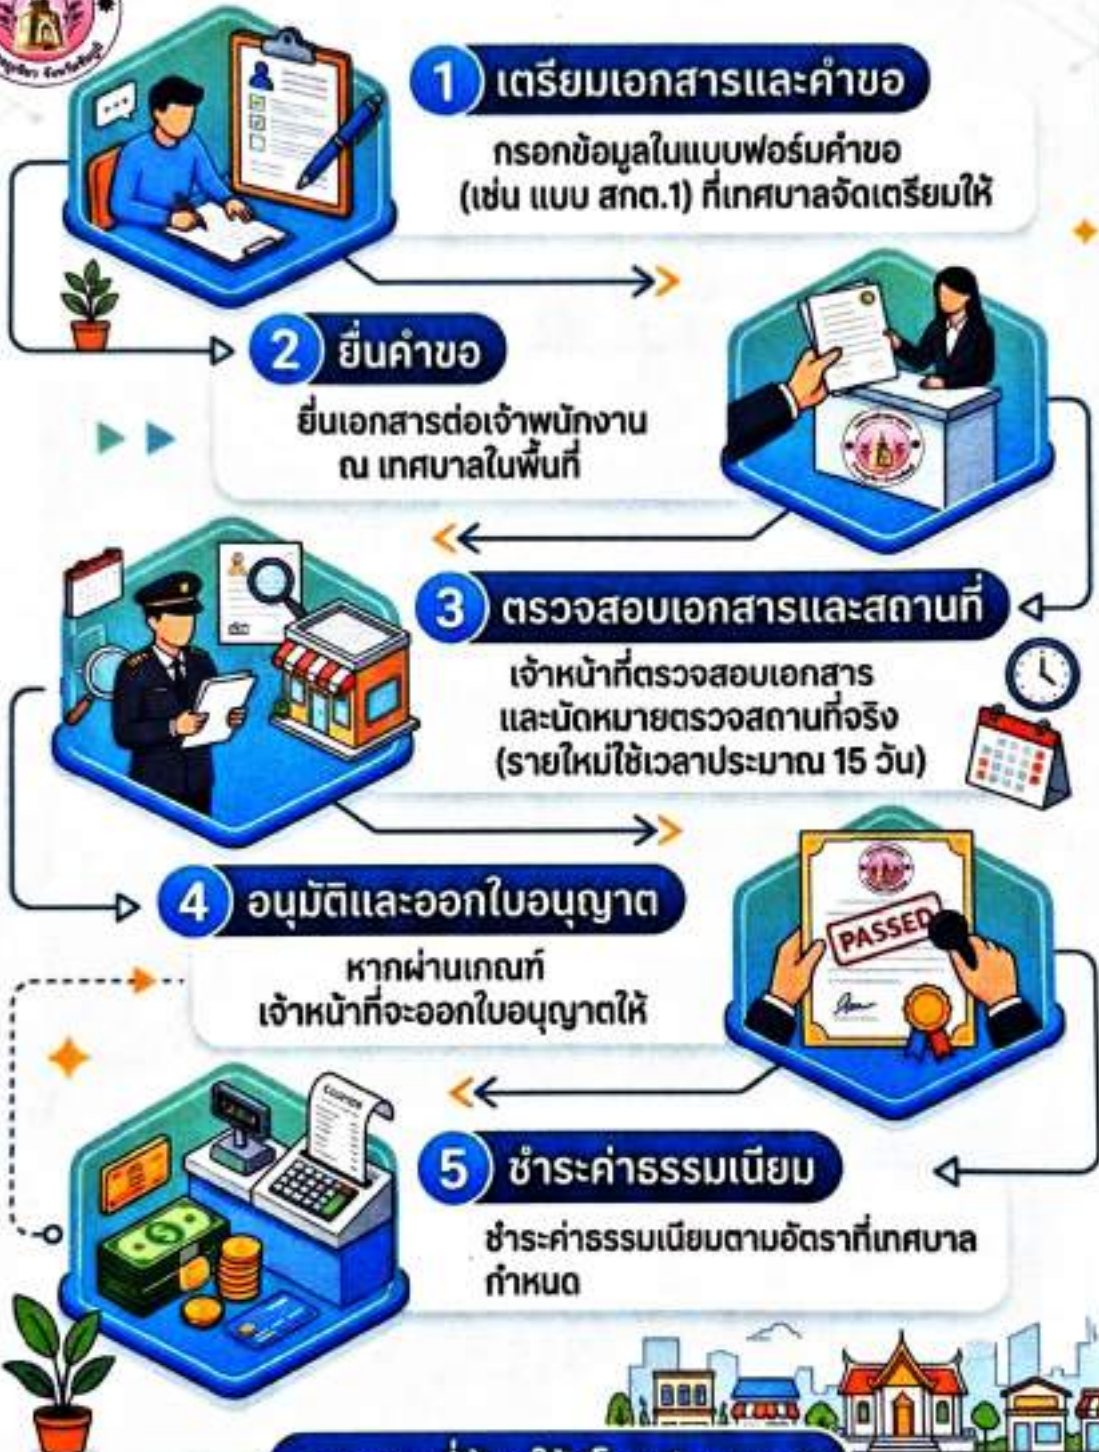 1 เตรียมเอกสารและคำขอ
กรอกข้อมูลในแบบฟอร์มคำขอ
(เช่น แบบ สกต.1) ที่เทศบาลจัดเตรียมให้
2 ยื่นคำขอ
ยื่นเอกสารต่อเจ้าพนักงาน
ณ เทศบาลในพื้นที่
3 ตรวจสอบเอกสารและสถานที่
เจ้าหน้าที่ตรวจสอบเอกสาร
และนัดหมายตรวจสถานที่จริง
(รายใหม่ใช้เวลาประมาณ 15 วัน)
4 อนุมัติและออกใบอนุญาต
หากผ่านเกณฑ์
เจ้าหน้าที่จะออกใบอนุญาตให้
PASSED
5 ชำระค่าธรรมเนียม
ชำระค่าธรรมเนียมตามอัตราที่เทศบาล
กำหนด